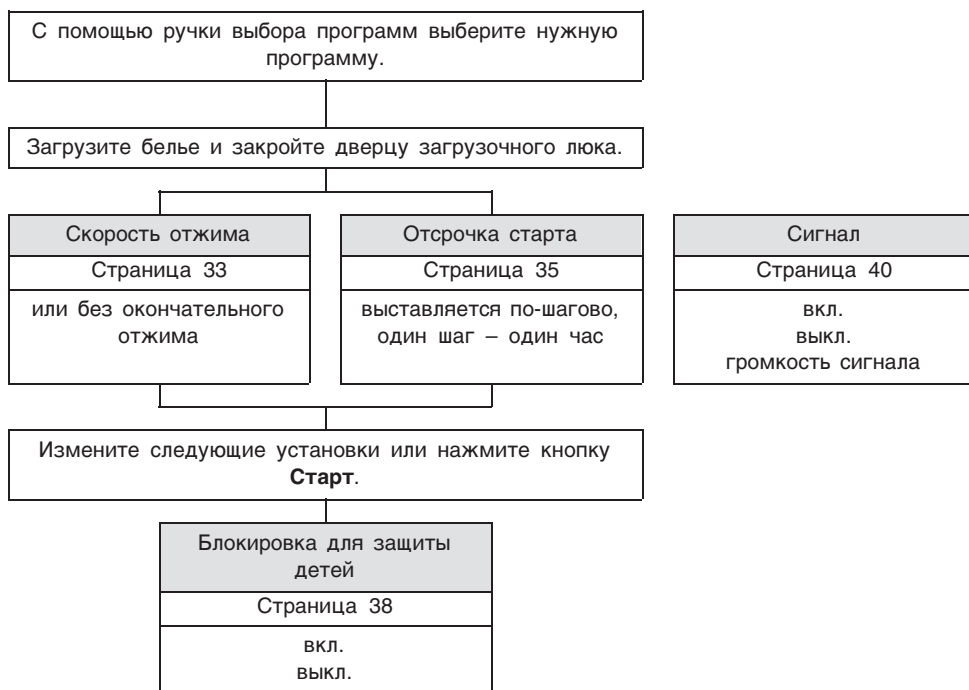 С помощью ручки выбора программ выберите нужную
программу.
Загрузите белье и закройте дверцу загрузочного люка.
Скорость отжима
Страница 33
или без окончательного
отжима
Отсрочка старта
Страница 35
выставляется по-шагово,
один шаг – один час
Сигнал
Страница 40
вкл.
выкл.
громкость сигнала
Измените следующие установки или нажмите кнопку
Старт.
Блокировка для защиты
детей
Страница 38
вкл.
выкл.